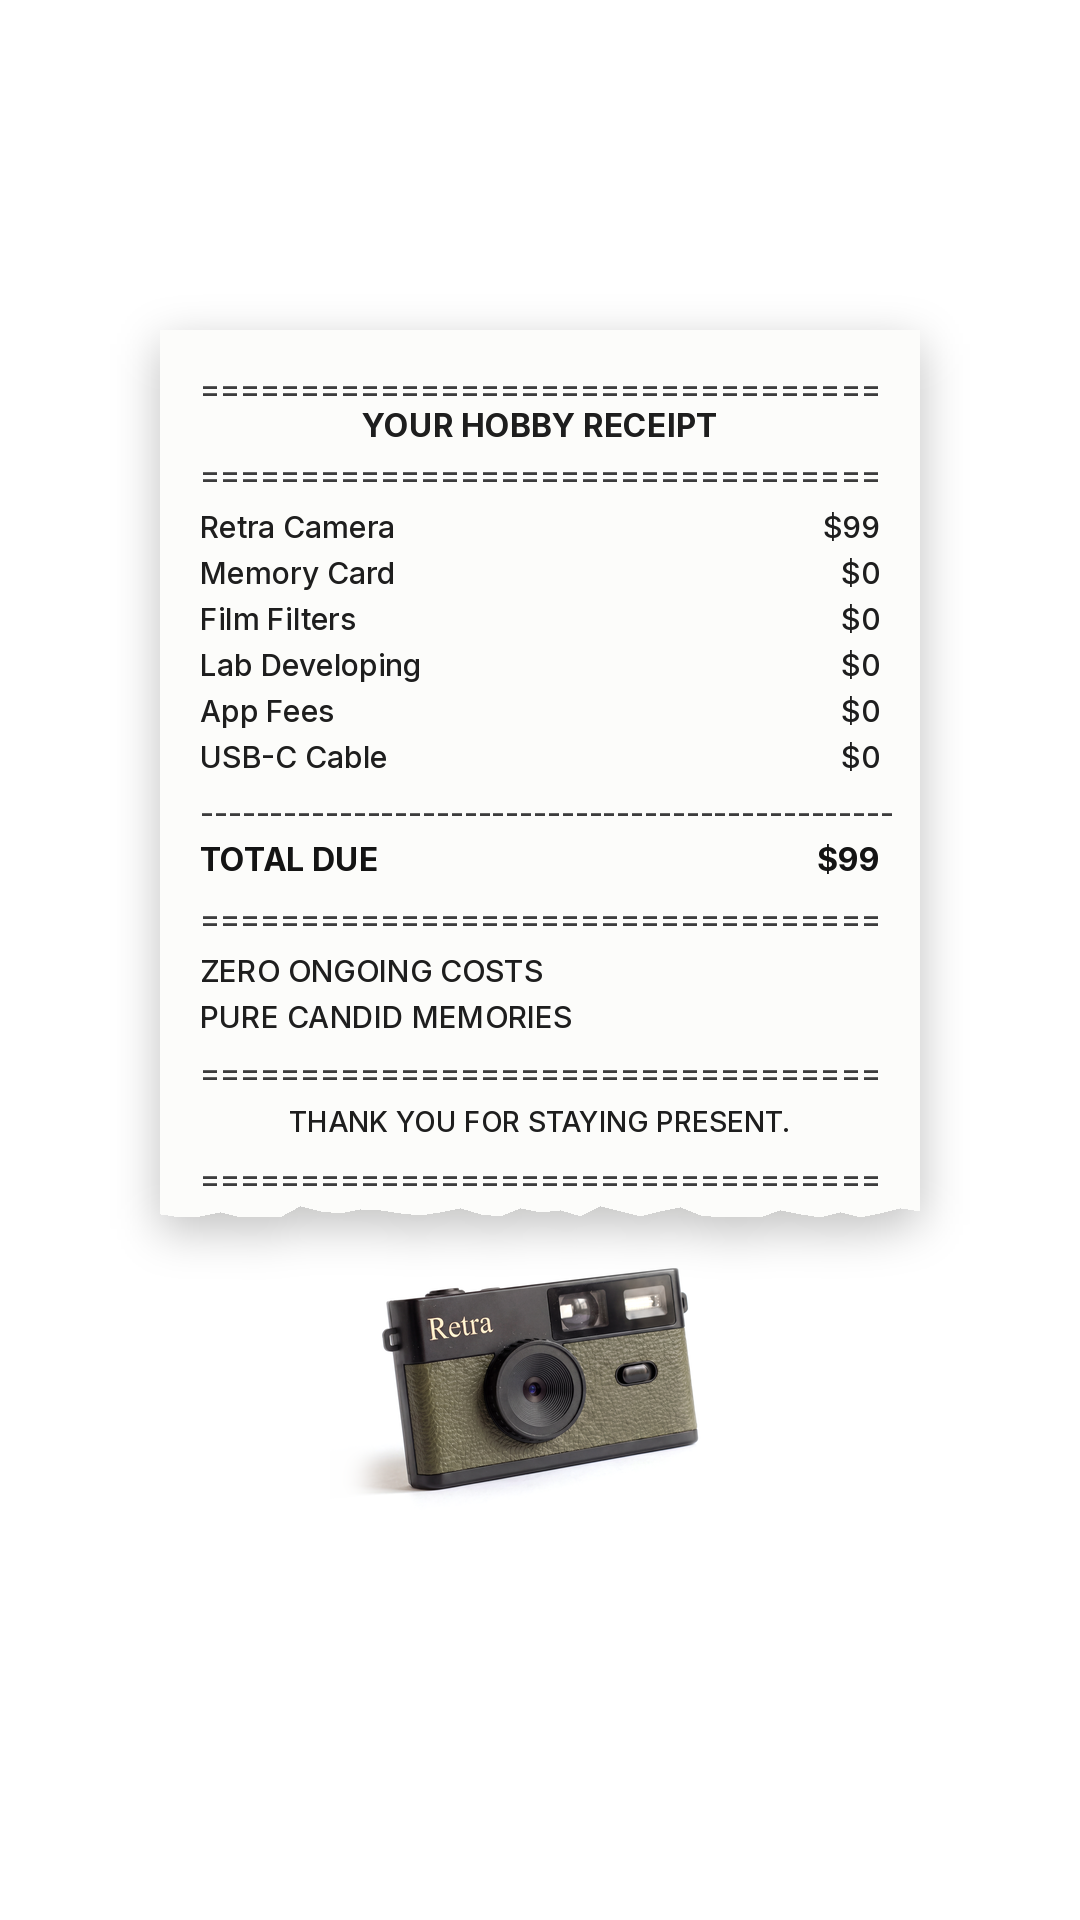 ==================================
YOUR HOBBY RECEIPT
==================================
Retra Camera $99
Memory Card $0
Film Filters $0
Lab Developing $0
App Fees $0
USB-C Cable $0
--------------------------------------------------
TOTAL DUE $99
==================================
ZERO ONGOING COSTS
PURE CANDID MEMORIES
==================================
THANK YOU FOR STAYING PRESENT.
==================================
Retra